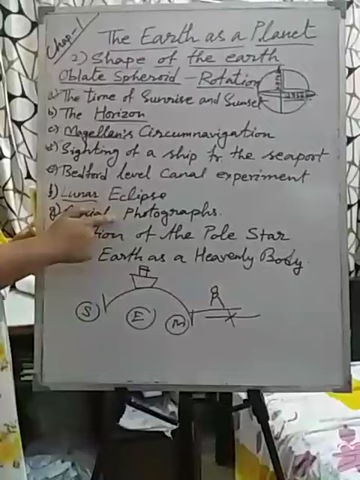 Chap-1
The Earth as a Planet
2) Shape of the earth
Oblate Spheroid - Rotation
a) The time of Sunrise and Sunset
b) The Horizon
c) Magellan's Circumnavigation
d) Sighting of a ship fr the seaport
e) Bedford level Canal experiment
f) Lunar Eclipse
g) Photographs.
of the Pole Star
Earth as a Heavenly Body.
S
E
M